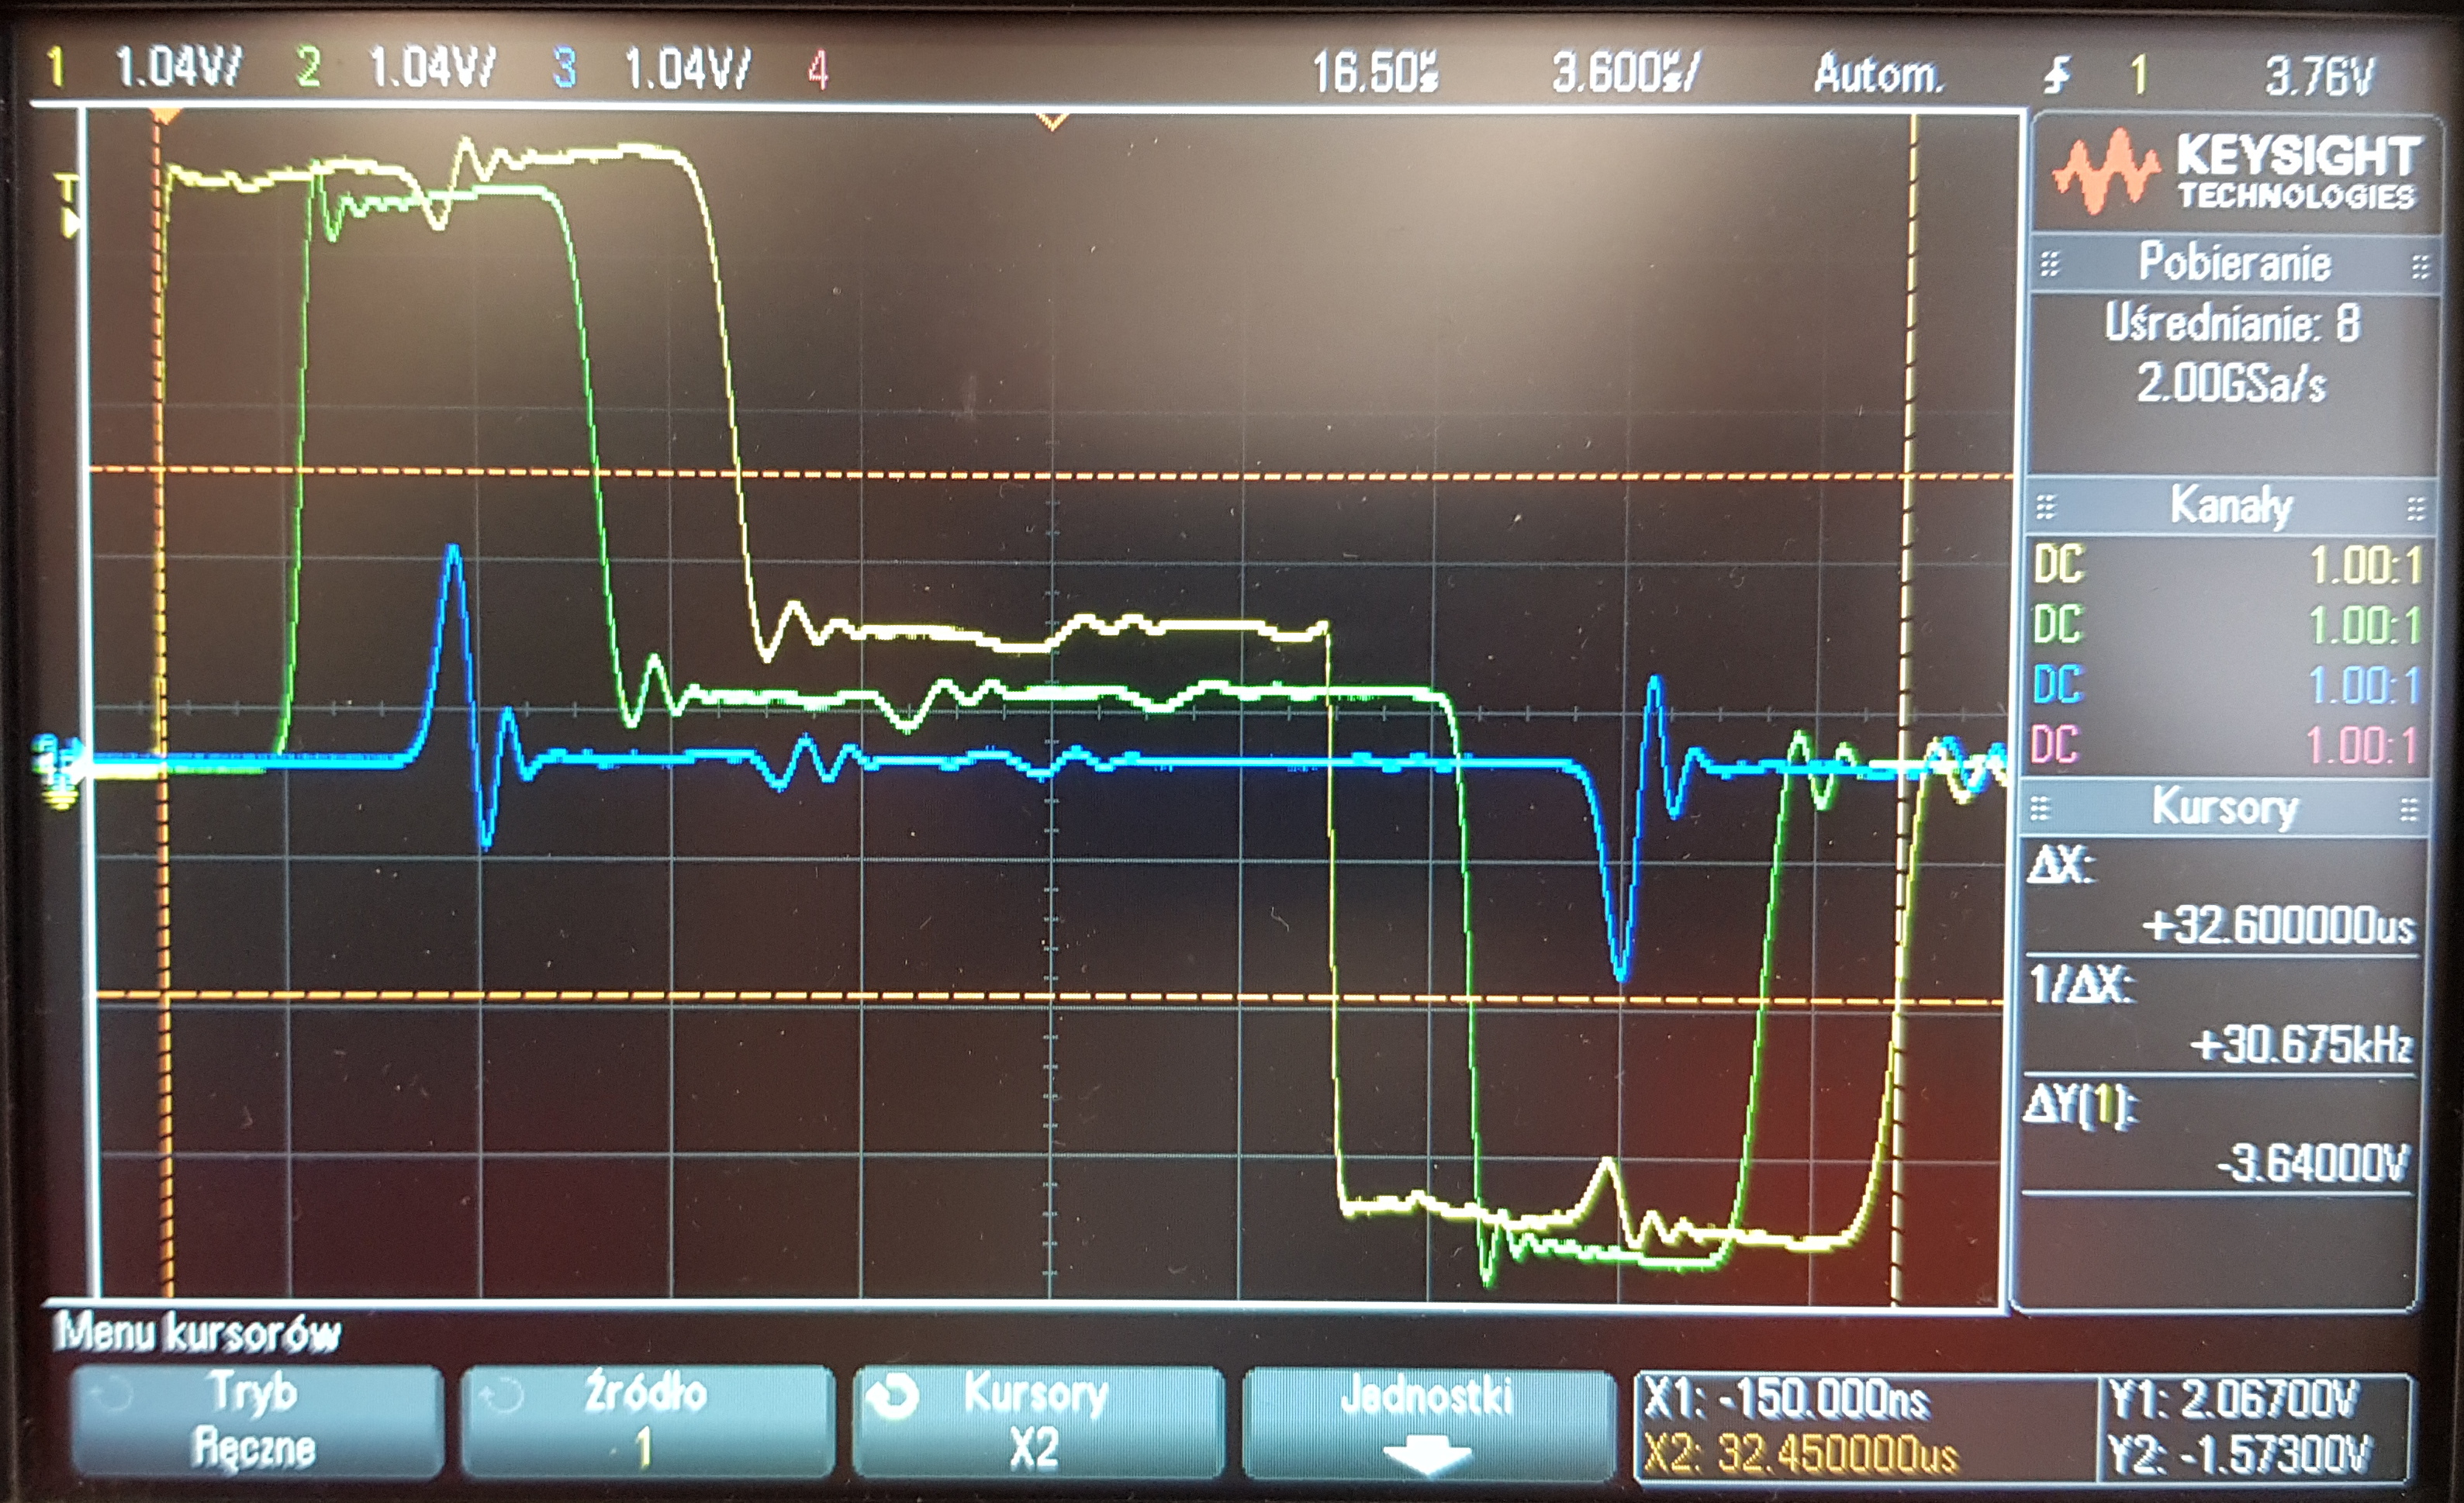 1 1.04V/ 2 1.04V/ 3 1.04V/ 4 16.50µs 3.600µs/ Autom. 1 3.76V
T
KEYSIGHT
TECHNOLOGIES
Pobieranie
Uśrednianie: 8
2.00GSa/s
Kanały
DC 1.00:1
DC 1.00:1
DC 1.00:1
DC 1.00:1
Kursory
ΔX:
+32.600000us
1/ΔX:
+30.675kHz
ΔY(1):
-3.64000V
Menu kursorów
Tryb
Ręczne
Źródło
1
Kursory
X2
Jednostki
X1: -150.000ns
X2: 32.450000us
Y1: 2.06700V
Y2: -1.57300V